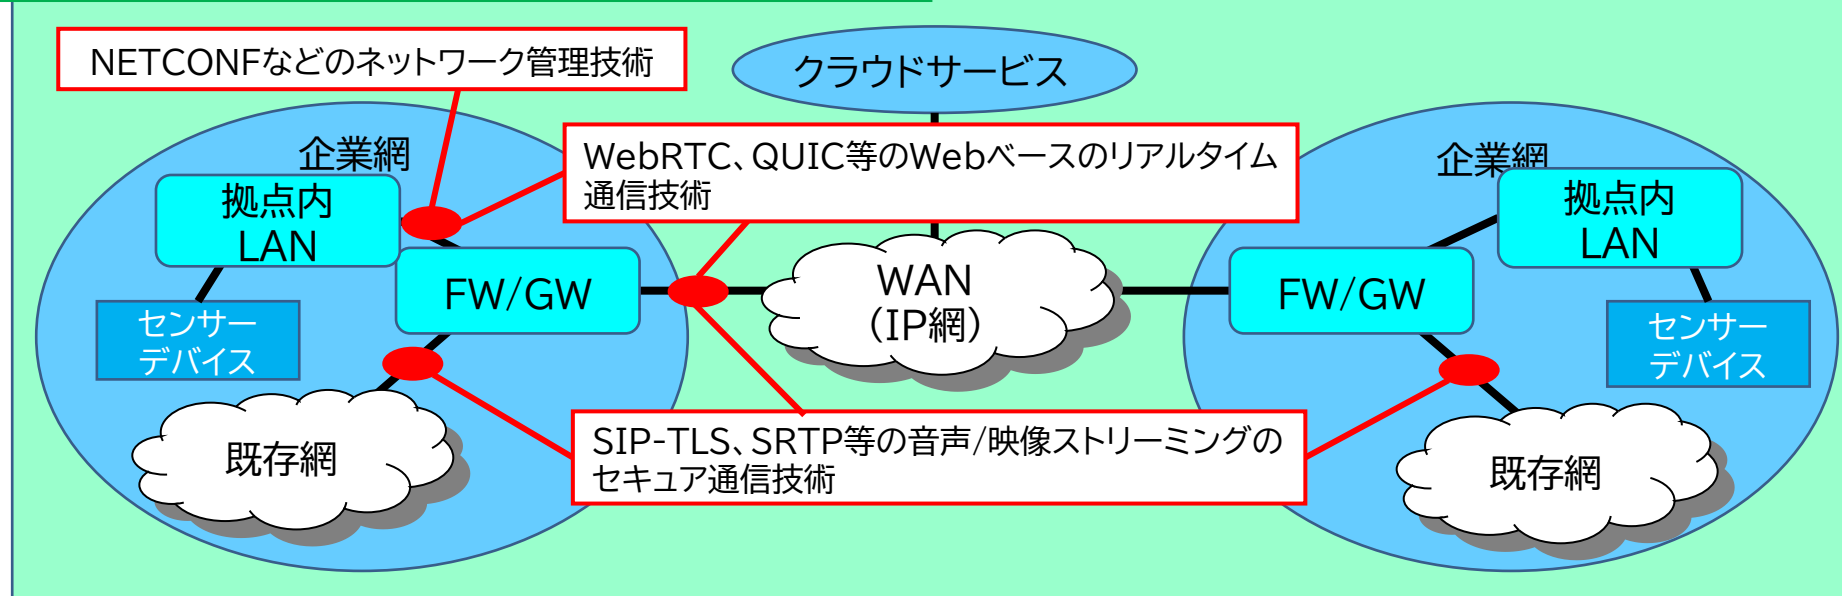 NETCONFなどのネットワーク管理技術
クラウドサービス
企業網
WebRTC、QUIC等のWebベースのリアルタイム
通信技術
企業網
拠点内
LAN
拠点内
LAN
FW/GW
WAN
(IP網)
FW/GW
センサー
デバイス
センサー
デバイス
既存網
SIP-TLS、SRTP等の音声/映像ストリーミングの
セキュア通信技術
既存網